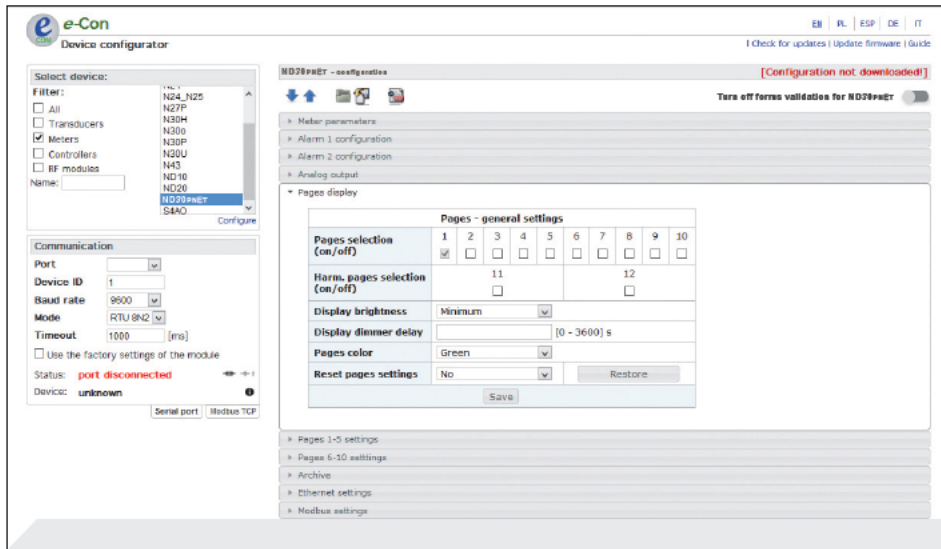 e-Con
EN | PL | ESP | DE | IT
Device configurator
| Check for updates | Update firmware | Guide
Select device:
Filter:
All
Transducers
Meters
Controllers
RF modules
Name:
N24_N25
N27P
N30H
N30o
N30P
N30U
N43
ND10
ND20
ND30PNET
S4AO
Configure
Communication
Port
Device ID 1
Baud rate 9600
Mode RTU 8N2
Timeout 1000 [ms]
Use the factory settings of the module
Status: port disconnected
Device: unknown
Serial port Modbus TCP
ND30PNET - configuration
[Configuration not downloaded!]
Turn off forms validation for ND30PNET
Meter parameters
Alarm 1 configuration
Alarm 2 configuration
Analog output
Pages display
Pages - general settings
Pages selection
(on/off)
1 2 3 4 5 6 7 8 9 10
Harm. pages selection
(on/off)
11 12
Display brightness Minimum
Display dimmer delay [0 - 3600] s
Pages color Green
Reset pages settings No Restore
Save
Pages 1-5 settings
Pages 6-10 setttings
Archive
Ethernet settings
Modbus settings